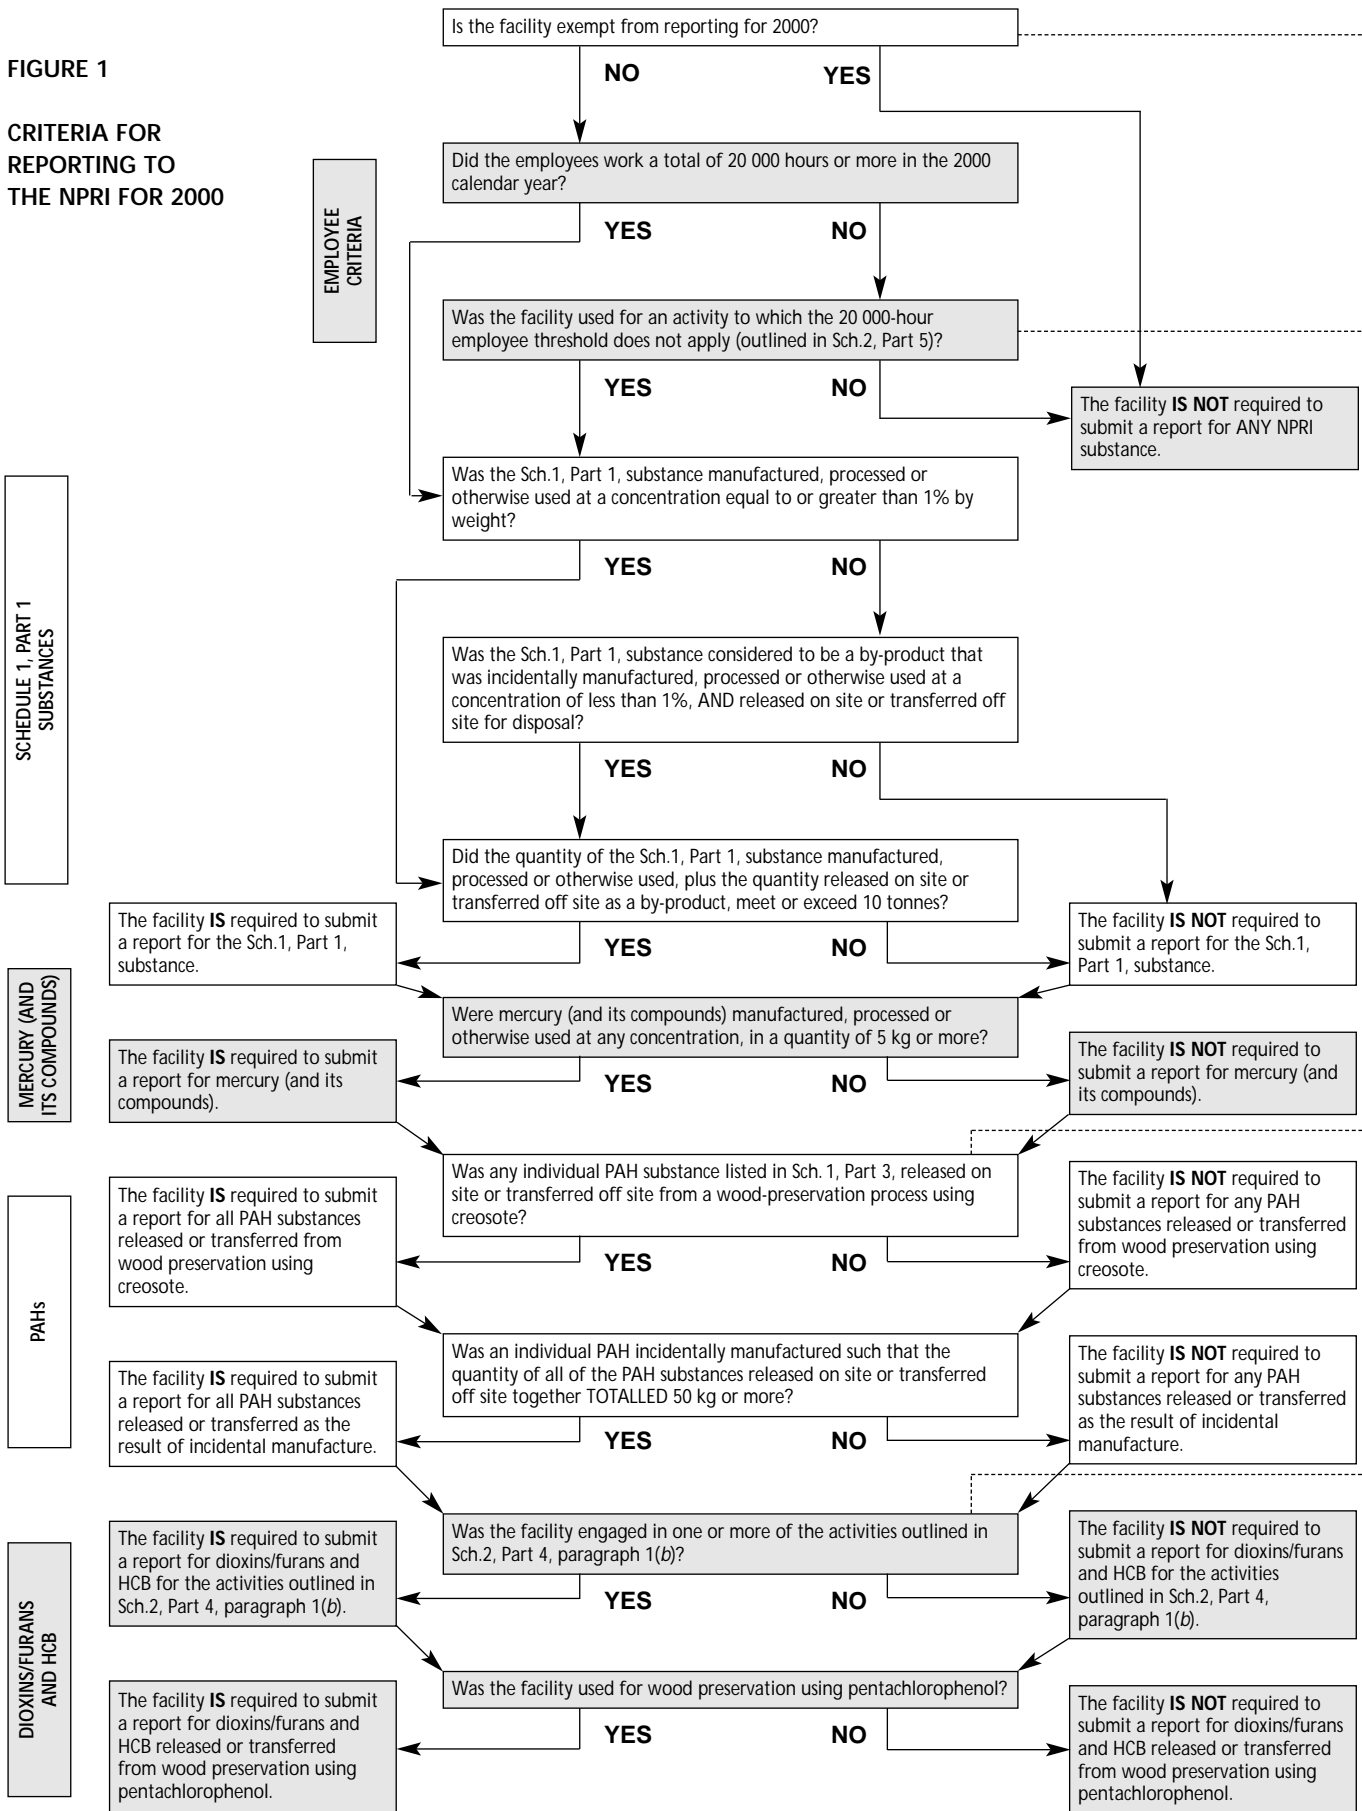 Is the facility exempt from reporting for 2000?
FIGURE 1
CRITERIA FOR
REPORTING TO
THE NPRI FOR 2000
NO
YES
EMPLOYEE
CRITERIA
Did the employees work a total of 20 000 hours or more in the 2000
calendar year?
YES
NO
Was the facility used for an activity to which the 20 000-hour
employee threshold does not apply (outlined in Sch.2, Part 5)?
YES
NO
The facility IS NOT required to
submit a report for ANY NPRI
substance.
SCHEDULE 1, PART 1
SUBSTANCES
Was the Sch.1, Part 1, substance manufactured, processed or
otherwise used at a concentration equal to or greater than 1% by
weight?
YES
NO
Was the Sch.1, Part 1, substance considered to be a by-product that
was incidentally manufactured, processed or otherwise used at a
concentration of less than 1%, AND released on site or transferred off
site for disposal?
YES
NO
Did the quantity of the Sch.1, Part 1, substance manufactured,
processed or otherwise used, plus the quantity released on site or
transferred off site as a by-product, meet or exceed 10 tonnes?
The facility IS required to submit
a report for the Sch.1, Part 1,
substance.
YES
NO
The facility IS NOT required to
submit a report for the Sch.1,
Part 1, substance.
MERCURY (AND
ITS COMPOUNDS)
Were mercury (and its compounds) manufactured, processed or
otherwise used at any concentration, in a quantity of 5 kg or more?
The facility IS required to submit
a report for mercury (and its
compounds).
YES
NO
The facility IS NOT required to
submit a report for mercury (and
its compounds).
PAHs
Was any individual PAH substance listed in Sch. 1, Part 3, released on
site or transferred off site from a wood-preservation process using
creosote?
The facility IS required to submit
a report for all PAH substances
released or transferred from
wood preservation using
creosote.
YES
NO
The facility IS NOT required to
submit a report for any PAH
substances released or transferred
from wood preservation using
creosote.
Was an individual PAH incidentally manufactured such that the
quantity of all of the PAH substances released on site or transferred
off site together TOTALLED 50 kg or more?
The facility IS required to submit
a report for all PAH substances
released or transferred as the
result of incidental manufacture.
YES
NO
The facility IS NOT required to
submit a report for any PAH
substances released or transferred
as the result of incidental
manufacture.
DIOXINS/FURANS
AND HCB
Was the facility engaged in one or more of the activities outlined in
Sch.2, Part 4, paragraph 1(b)?
The facility IS required to submit
a report for dioxins/furans and
HCB for the activities outlined in
Sch.2, Part 4, paragraph 1(b).
YES
NO
The facility IS NOT required to
submit a report for dioxins/furans
and HCB for the activities
outlined in Sch.2, Part 4,
paragraph 1(b).
Was the facility used for wood preservation using pentachlorophenol?
The facility IS required to submit
a report for dioxins/furans and
HCB released or transferred
from wood preservation using
pentachlorophenol.
YES
NO
The facility IS NOT required to
submit a report for dioxins/furans
and HCB released or transferred
from wood preservation using
pentachlorophenol.